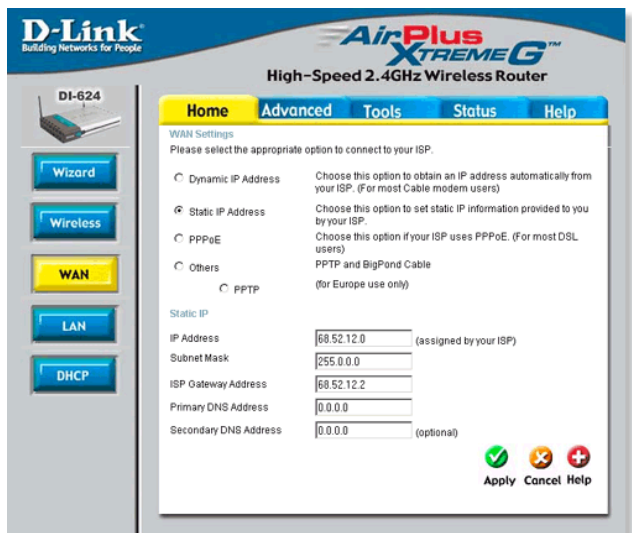 D-Link®
Building Networks for People
AirPlus
XTREME G™
High-Speed 2.4GHz Wireless Router
DI-624
Home Advanced Tools Status Help
Wizard
Wireless
WAN
LAN
DHCP
WAN Settings
Please select the appropriate option to connect to your ISP.
Dynamic IP Address Choose this option to obtain an IP address automatically from
your ISP. (For most Cable modem users)
Static IP Address Choose this option to set static IP information provided to you
by your ISP.
PPPoE Choose this option if your ISP uses PPPoE. (For most DSL
users)
Others PPTP and BigPond Cable
PPTP (for Europe use only)
Static IP
IP Address 68.52.12.0 (assigned by your ISP)
Subnet Mask 255.0.0.0
ISP Gateway Address 68.52.12.2
Primary DNS Address 0.0.0.0
Secondary DNS Address 0.0.0.0 (optional)
Apply Cancel Help